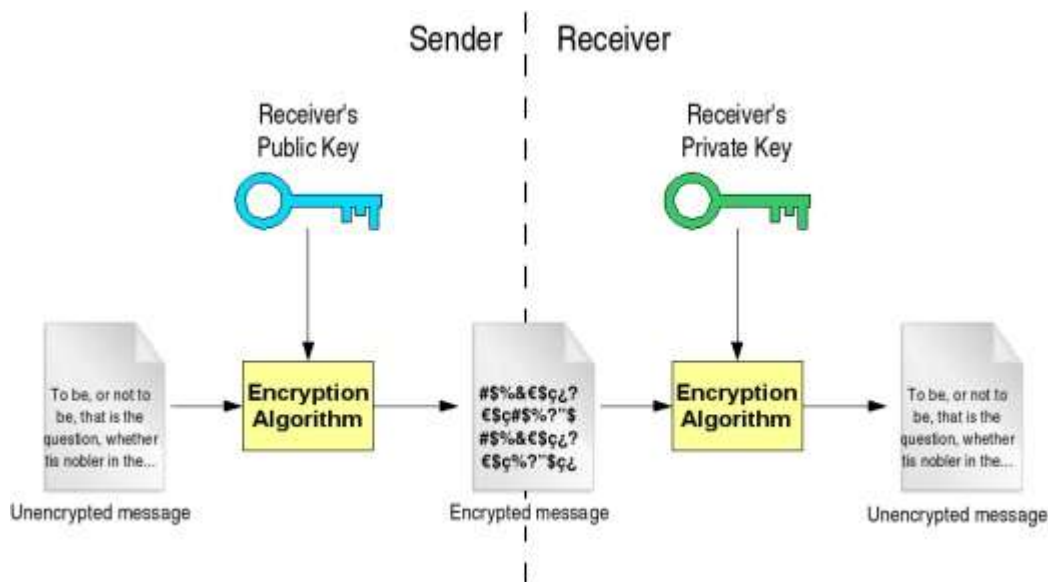 Sender
Receiver
Receiver's
Public Key
Receiver's
Private Key
To be, or not to
be, that is the
question, whether
tis nobler in the...
Encryption
Algorithm
#$%&€$ç¿?
€$ç#$%?"$
#$%&€$ç¿?
€$ç%?"$ç¿
Encryption
Algorithm
To be, or not to
be, that is the
question, whether
tis nobler in the...
Unencrypted message
Encrypted message
Unencrypted message